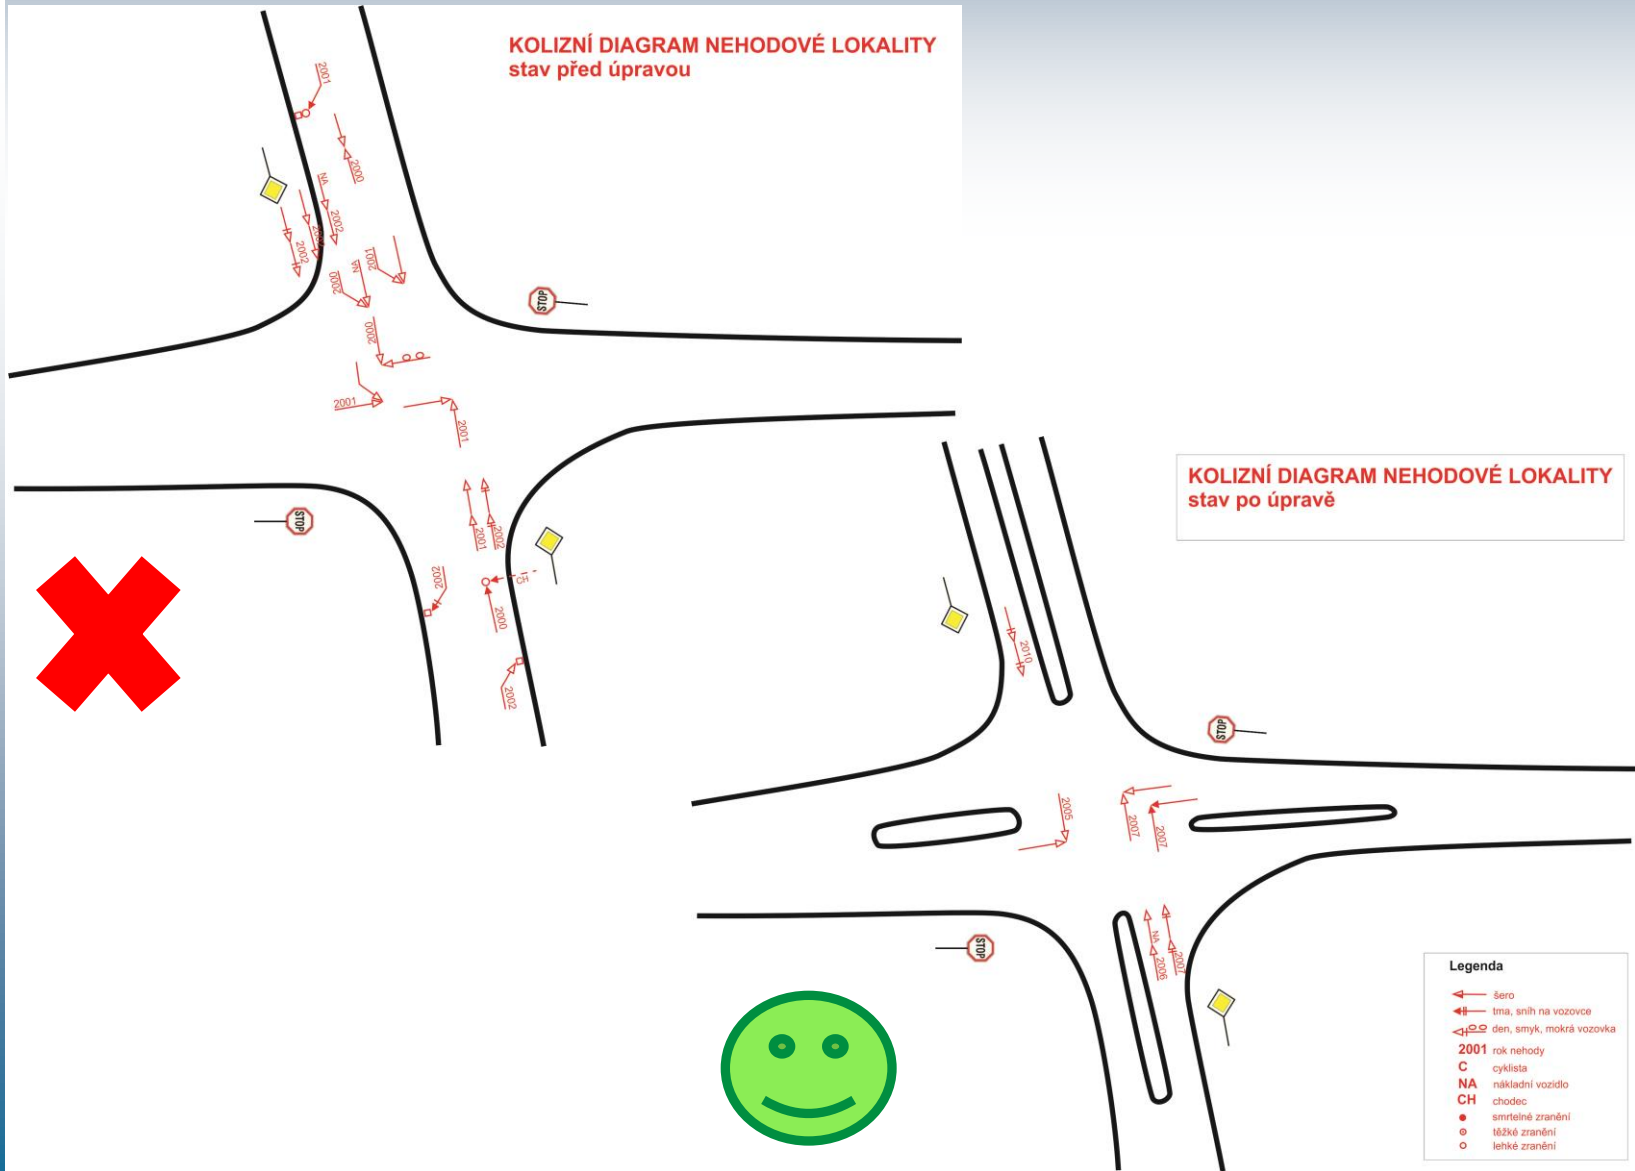 KOLIZNÍ DIAGRAM NEHODOVÉ LOKALITY
stav před úpravou
2001
2000
NA
2002
2002
2001
NA
2000
2000
2001
2001
STOP
STOP
2001
2002
2002
CH
2000
2002
KOLIZNÍ DIAGRAM NEHODOVÉ LOKALITY
stav po úpravě
2010
STOP
2005
2007
2007
STOP
NA
2006
2007
Legenda
šero
tma, sníh na vozovce
den, smyk, mokrá vozovka
2001 rok nehody
C cyklista
NA nákladní vozidlo
CH chodec
smrtelné zranění
těžké zranění
lehké zranění